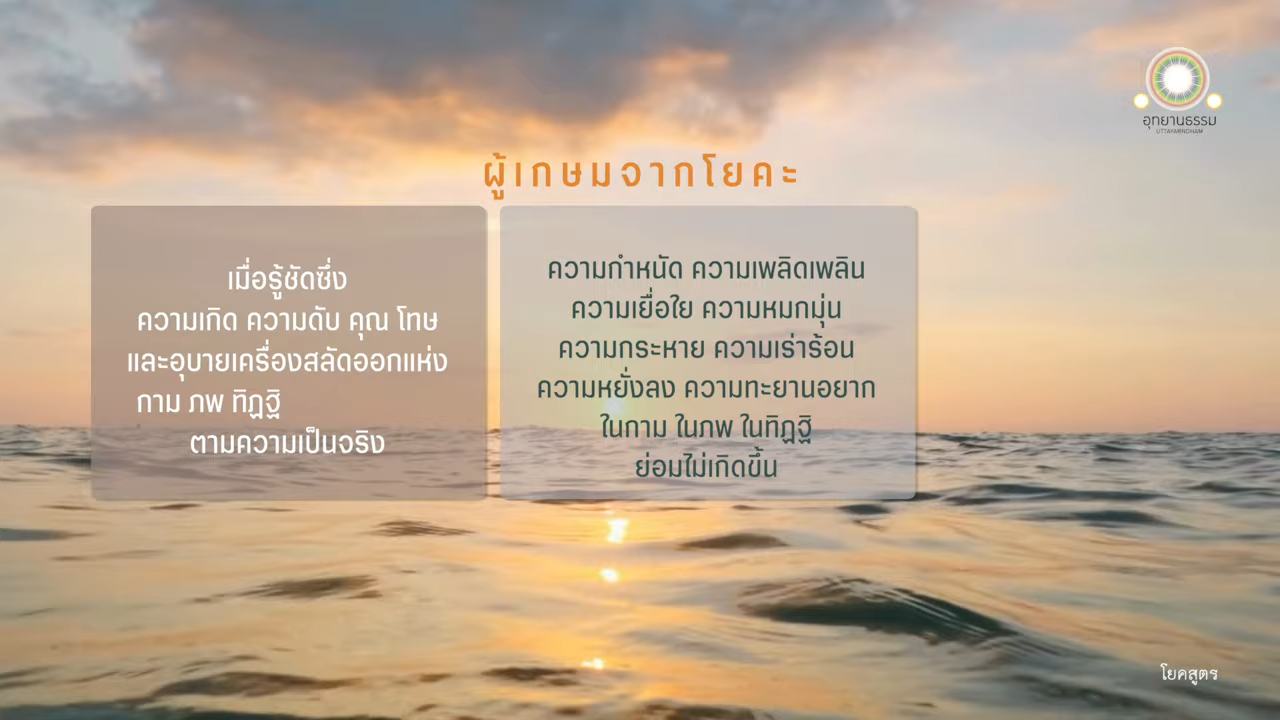 อุทยานธรรม
UTTAYARNDHAM
ผู้เกษมจากโยคะ
เมื่อรู้ชัดซึ่ง
ความเกิด ความดับ คุณ โทษ
และอุบายเครื่องสลัดออกแห่ง
กาม ภพ ทิฏฐิ
ตามความเป็นจริง
ความกำหนัด ความเพลิดเพลิน
ความเยื่อใย ความหมกมุ่น
ความกระหาย ความเร่าร้อน
ความหยั่งลง ความทะยานอยาก
ในกาม ในภพ ในทิฏฐิ
ย่อมไม่เกิดขึ้น
โยคสูตร